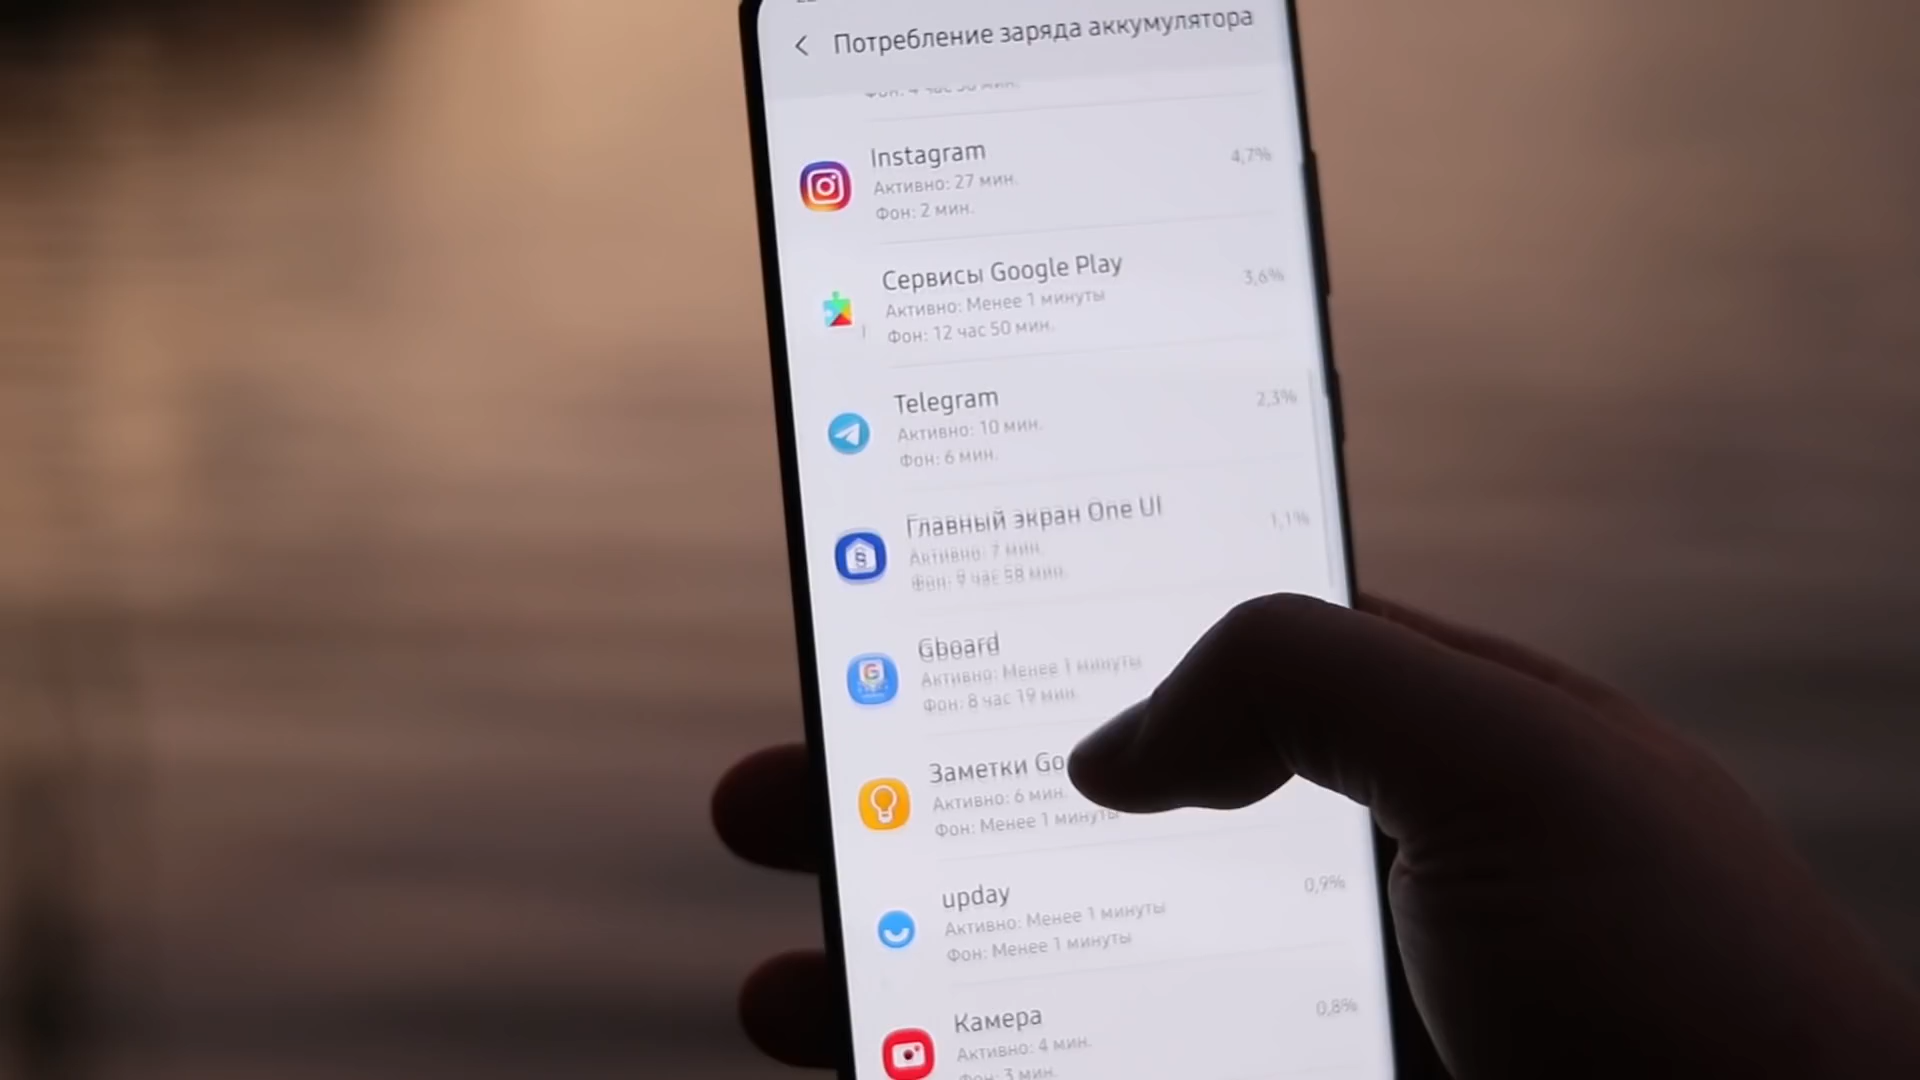 Потребление заряда аккумулятора
Instagram
4,7%
Активно: 27 мин.
Фон: 2 мин.
Сервисы Google Play
3,6%
Активно: Менее 1 минуты
Фон: 12 час 50 мин.
Telegram
2,3%
Активно: 10 мин.
Фон: 6 мин.
Главный экран One UI
1,1%
Активно: 7 мин.
Фон: 9 час 58 мин.
Gboard
Активно: Менее 1 минуты
Фон: 8 час 19 мин.
Заметки Go
Активно: 6 мин.
Фон: Менее 1 минуты
upday
0,9%
Активно: Менее 1 минуты
Фон: Менее 1 минуты
Камера
0,8%
Активно: 4 мин.
Фон: 3 мин.